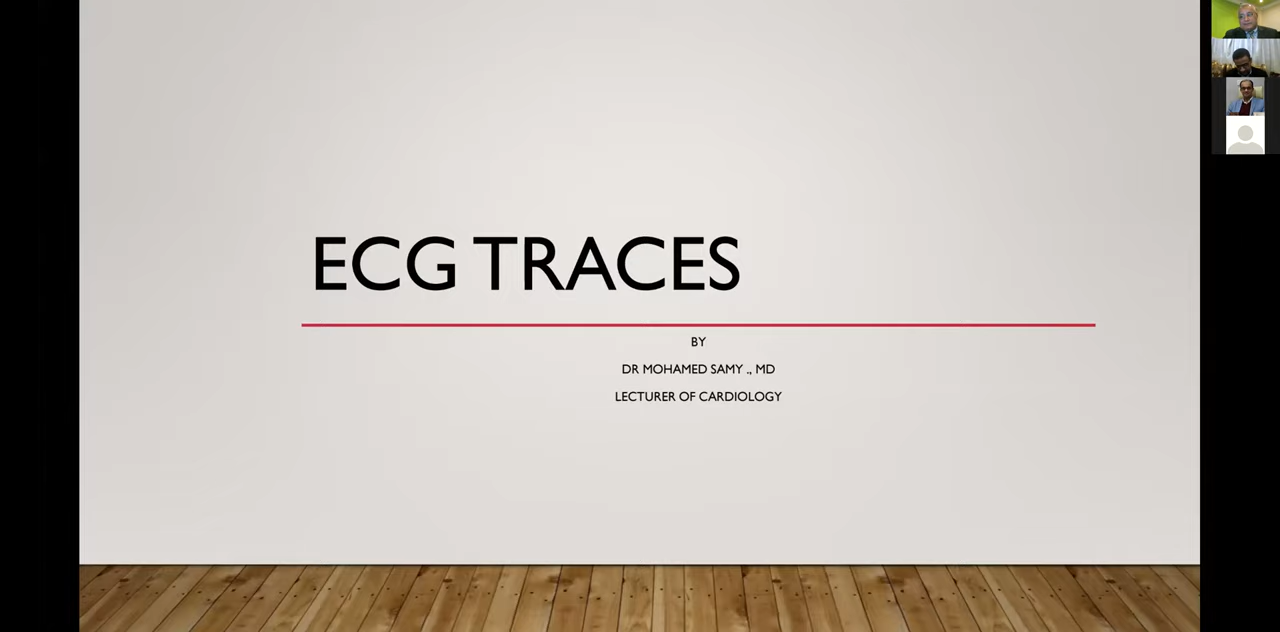 ECG TRACES
BY
DR MOHAMED SAMY ., MD
LECTURER OF CARDIOLOGY